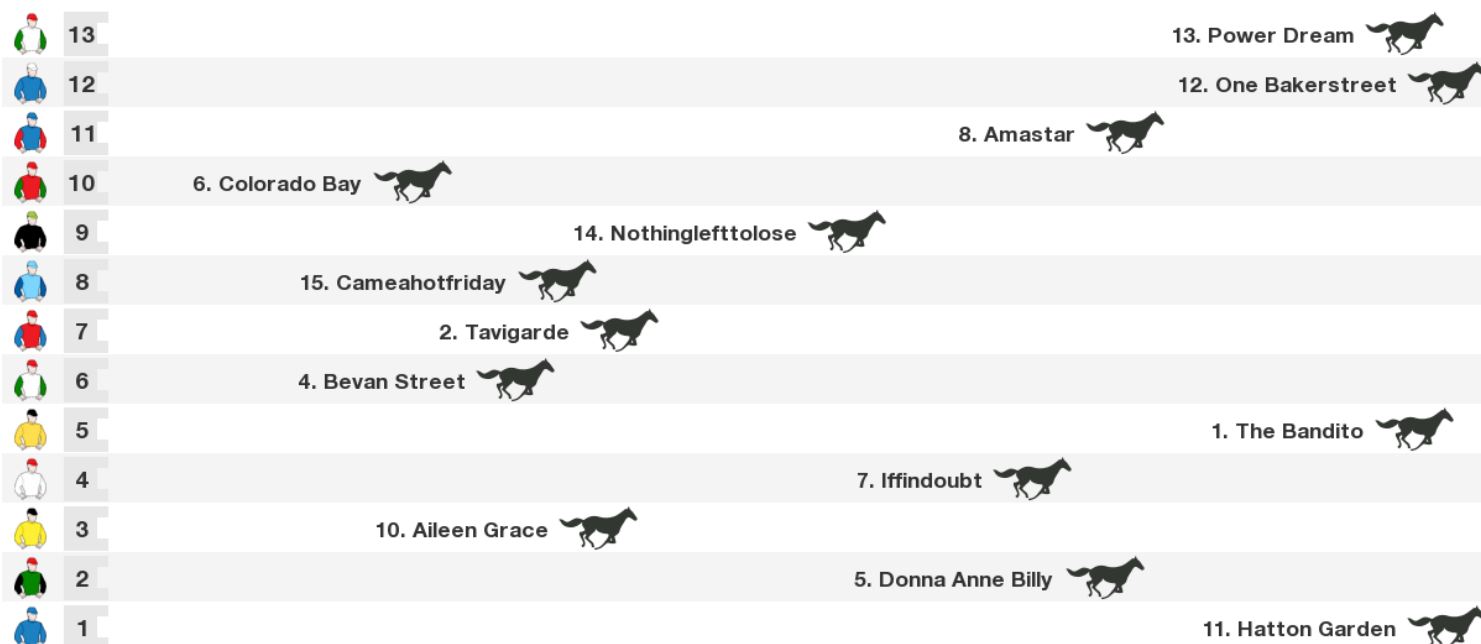 13 13. Power Dream
12 12. One Bakerstreet
11 8. Amastar
10 6. Colorado Bay
9 14. Nothinglefttolose
8 15. Cameahotfriday
7 2. Tavigarde
6 4. Bevan Street
5 1. The Bandito
4 7. Iffindoubt
3 10. Aileen Grace
2 5. Donna Anne Billy
1 11. Hatton Garden